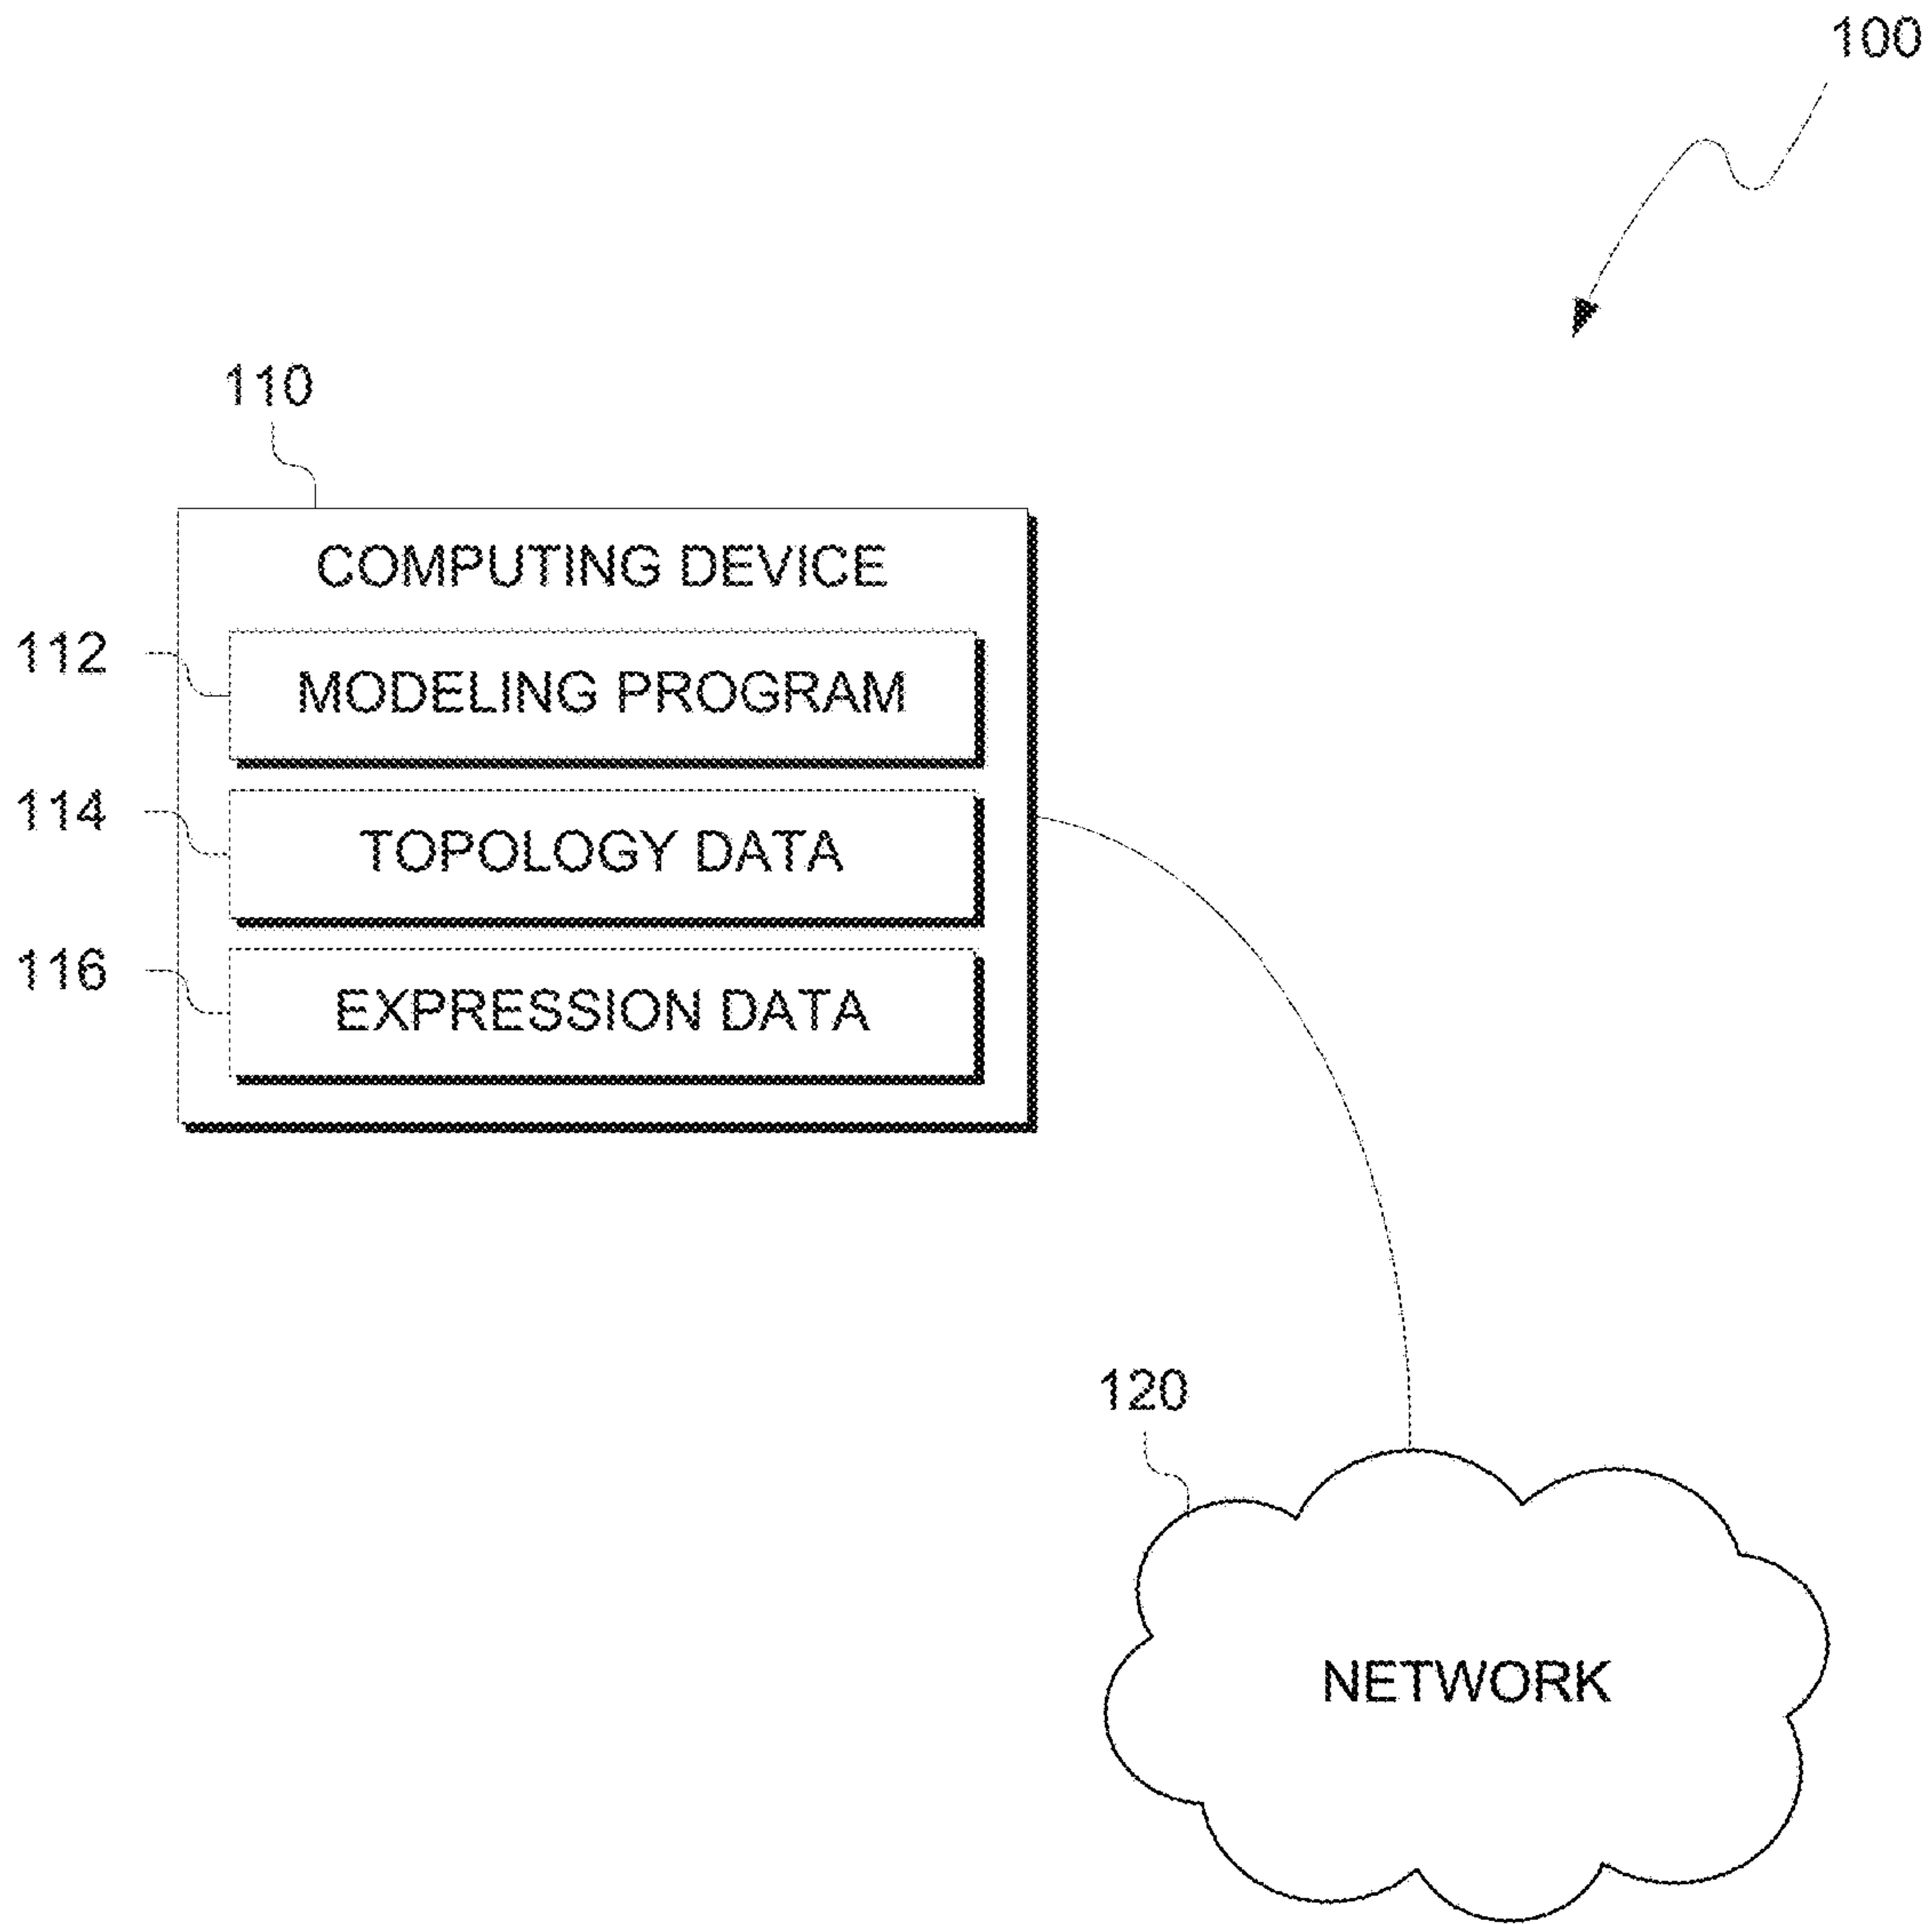 100
110
COMPUTING DEVICE
112 MODELING PROGRAM
114 TOPOLOGY DATA
116 EXPRESSION DATA
120
NETWORK